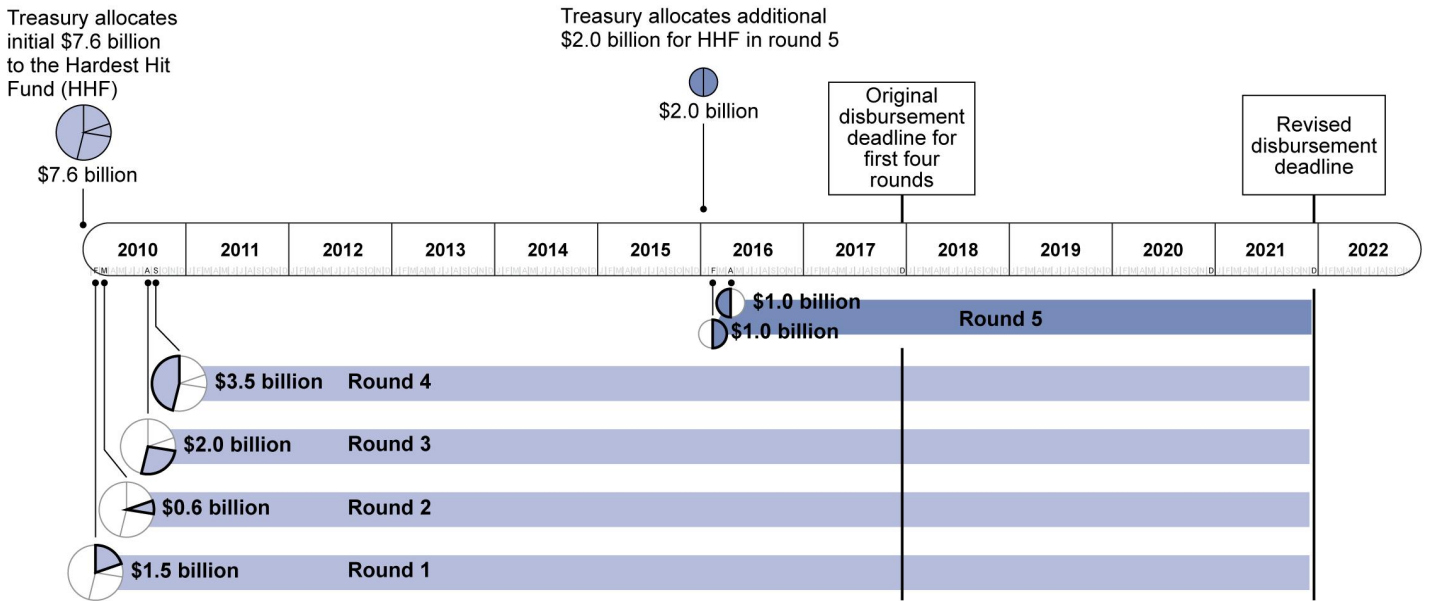 Treasury allocates
initial $7.6 billion
to the Hardest Hit
Fund (HHF)
$7.6 billion
Treasury allocates additional
$2.0 billion for HHF in round 5
$2.0 billion
Original
disbursement
deadline for
first four
rounds
Revised
disbursement
deadline
2010 2011 2012 2013 2014 2015 2016 2017 2018 2019 2020 2021 2022
F M A S F A D D D
$1.0 billion
$1.0 billion
Round 5
$3.5 billion Round 4
$2.0 billion Round 3
$0.6 billion Round 2
$1.5 billion Round 1